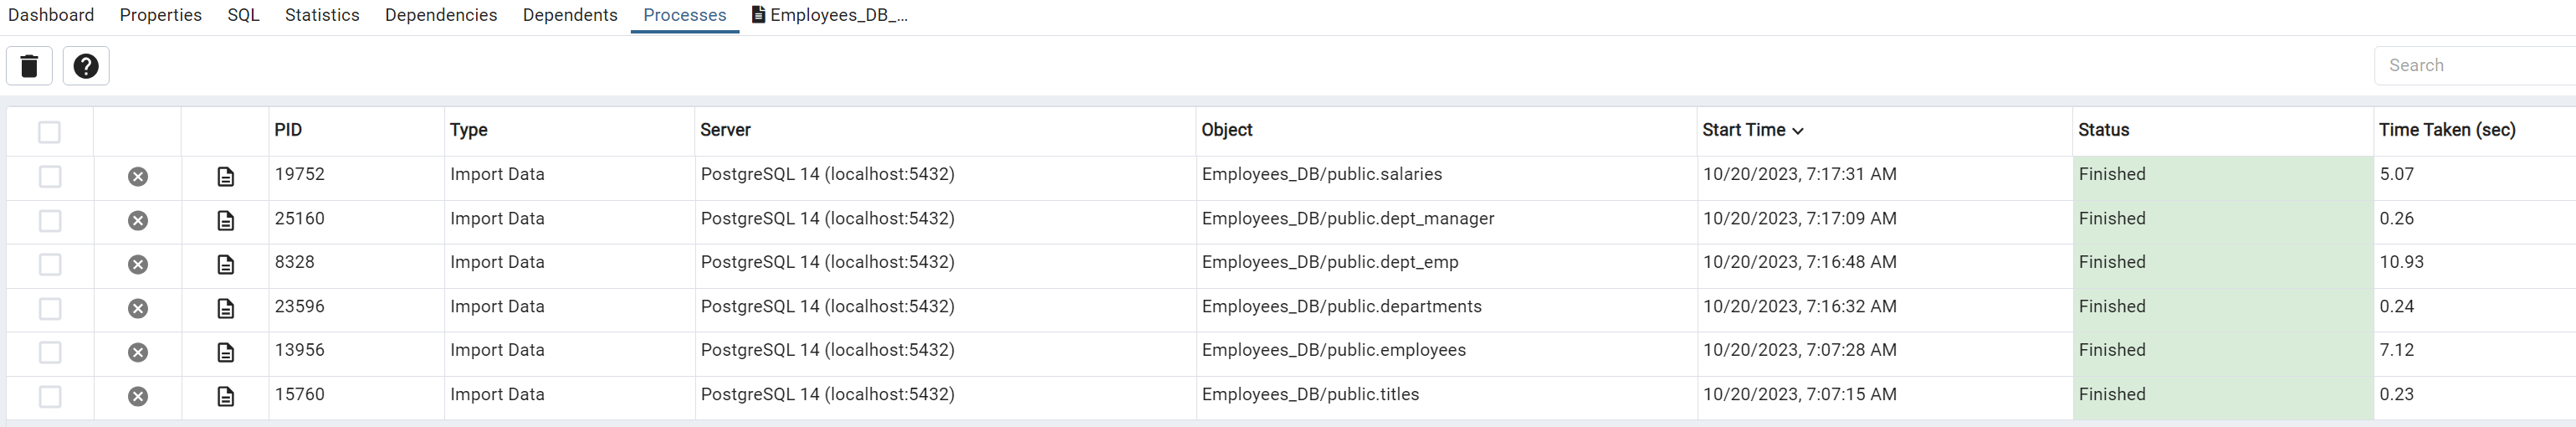 Dashboard Properties SQL Statistics Dependencies Dependents Processes Employees_DB_...
Search
PID Type Server Object Start Time Status Time Taken (sec)
19752 Import Data PostgreSQL 14 (localhost:5432) Employees_DB/public.salaries 10/20/2023, 7:17:31 AM Finished 5.07
25160 Import Data PostgreSQL 14 (localhost:5432) Employees_DB/public.dept_manager 10/20/2023, 7:17:09 AM Finished 0.26
8328 Import Data PostgreSQL 14 (localhost:5432) Employees_DB/public.dept_emp 10/20/2023, 7:16:48 AM Finished 10.93
23596 Import Data PostgreSQL 14 (localhost:5432) Employees_DB/public.departments 10/20/2023, 7:16:32 AM Finished 0.24
13956 Import Data PostgreSQL 14 (localhost:5432) Employees_DB/public.employees 10/20/2023, 7:07:28 AM Finished 7.12
15760 Import Data PostgreSQL 14 (localhost:5432) Employees_DB/public.titles 10/20/2023, 7:07:15 AM Finished 0.23